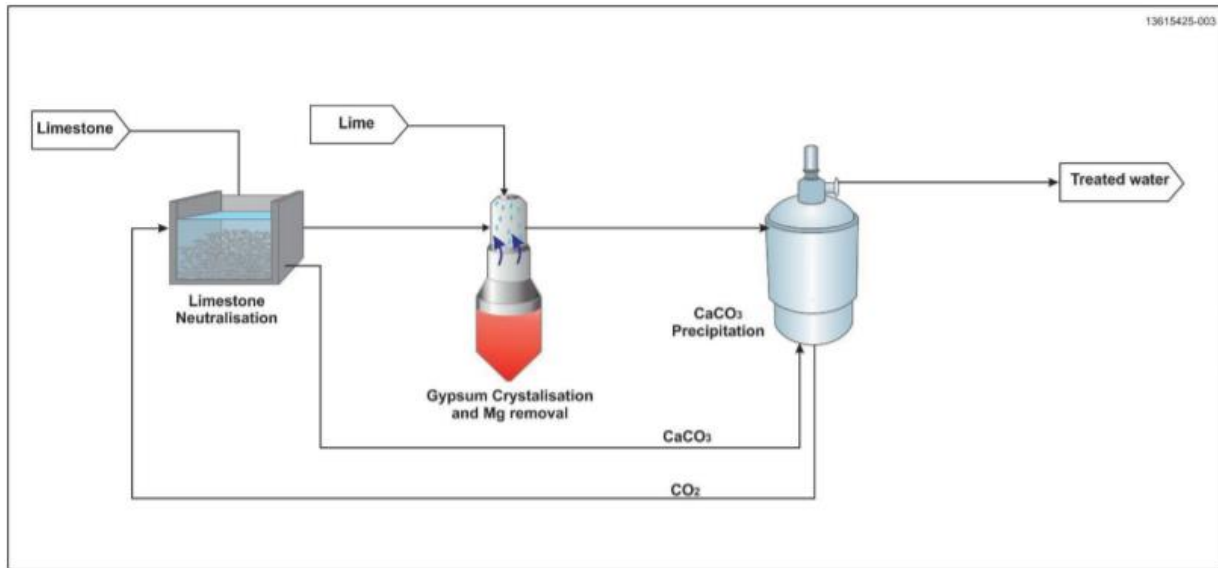 13615425-003
Limestone
Lime
Treated water
Limestone
Neutralisation
CaCO₃
Precipitation
Gypsum Crystalisation
and Mg removal
CaCO₃
CO₂